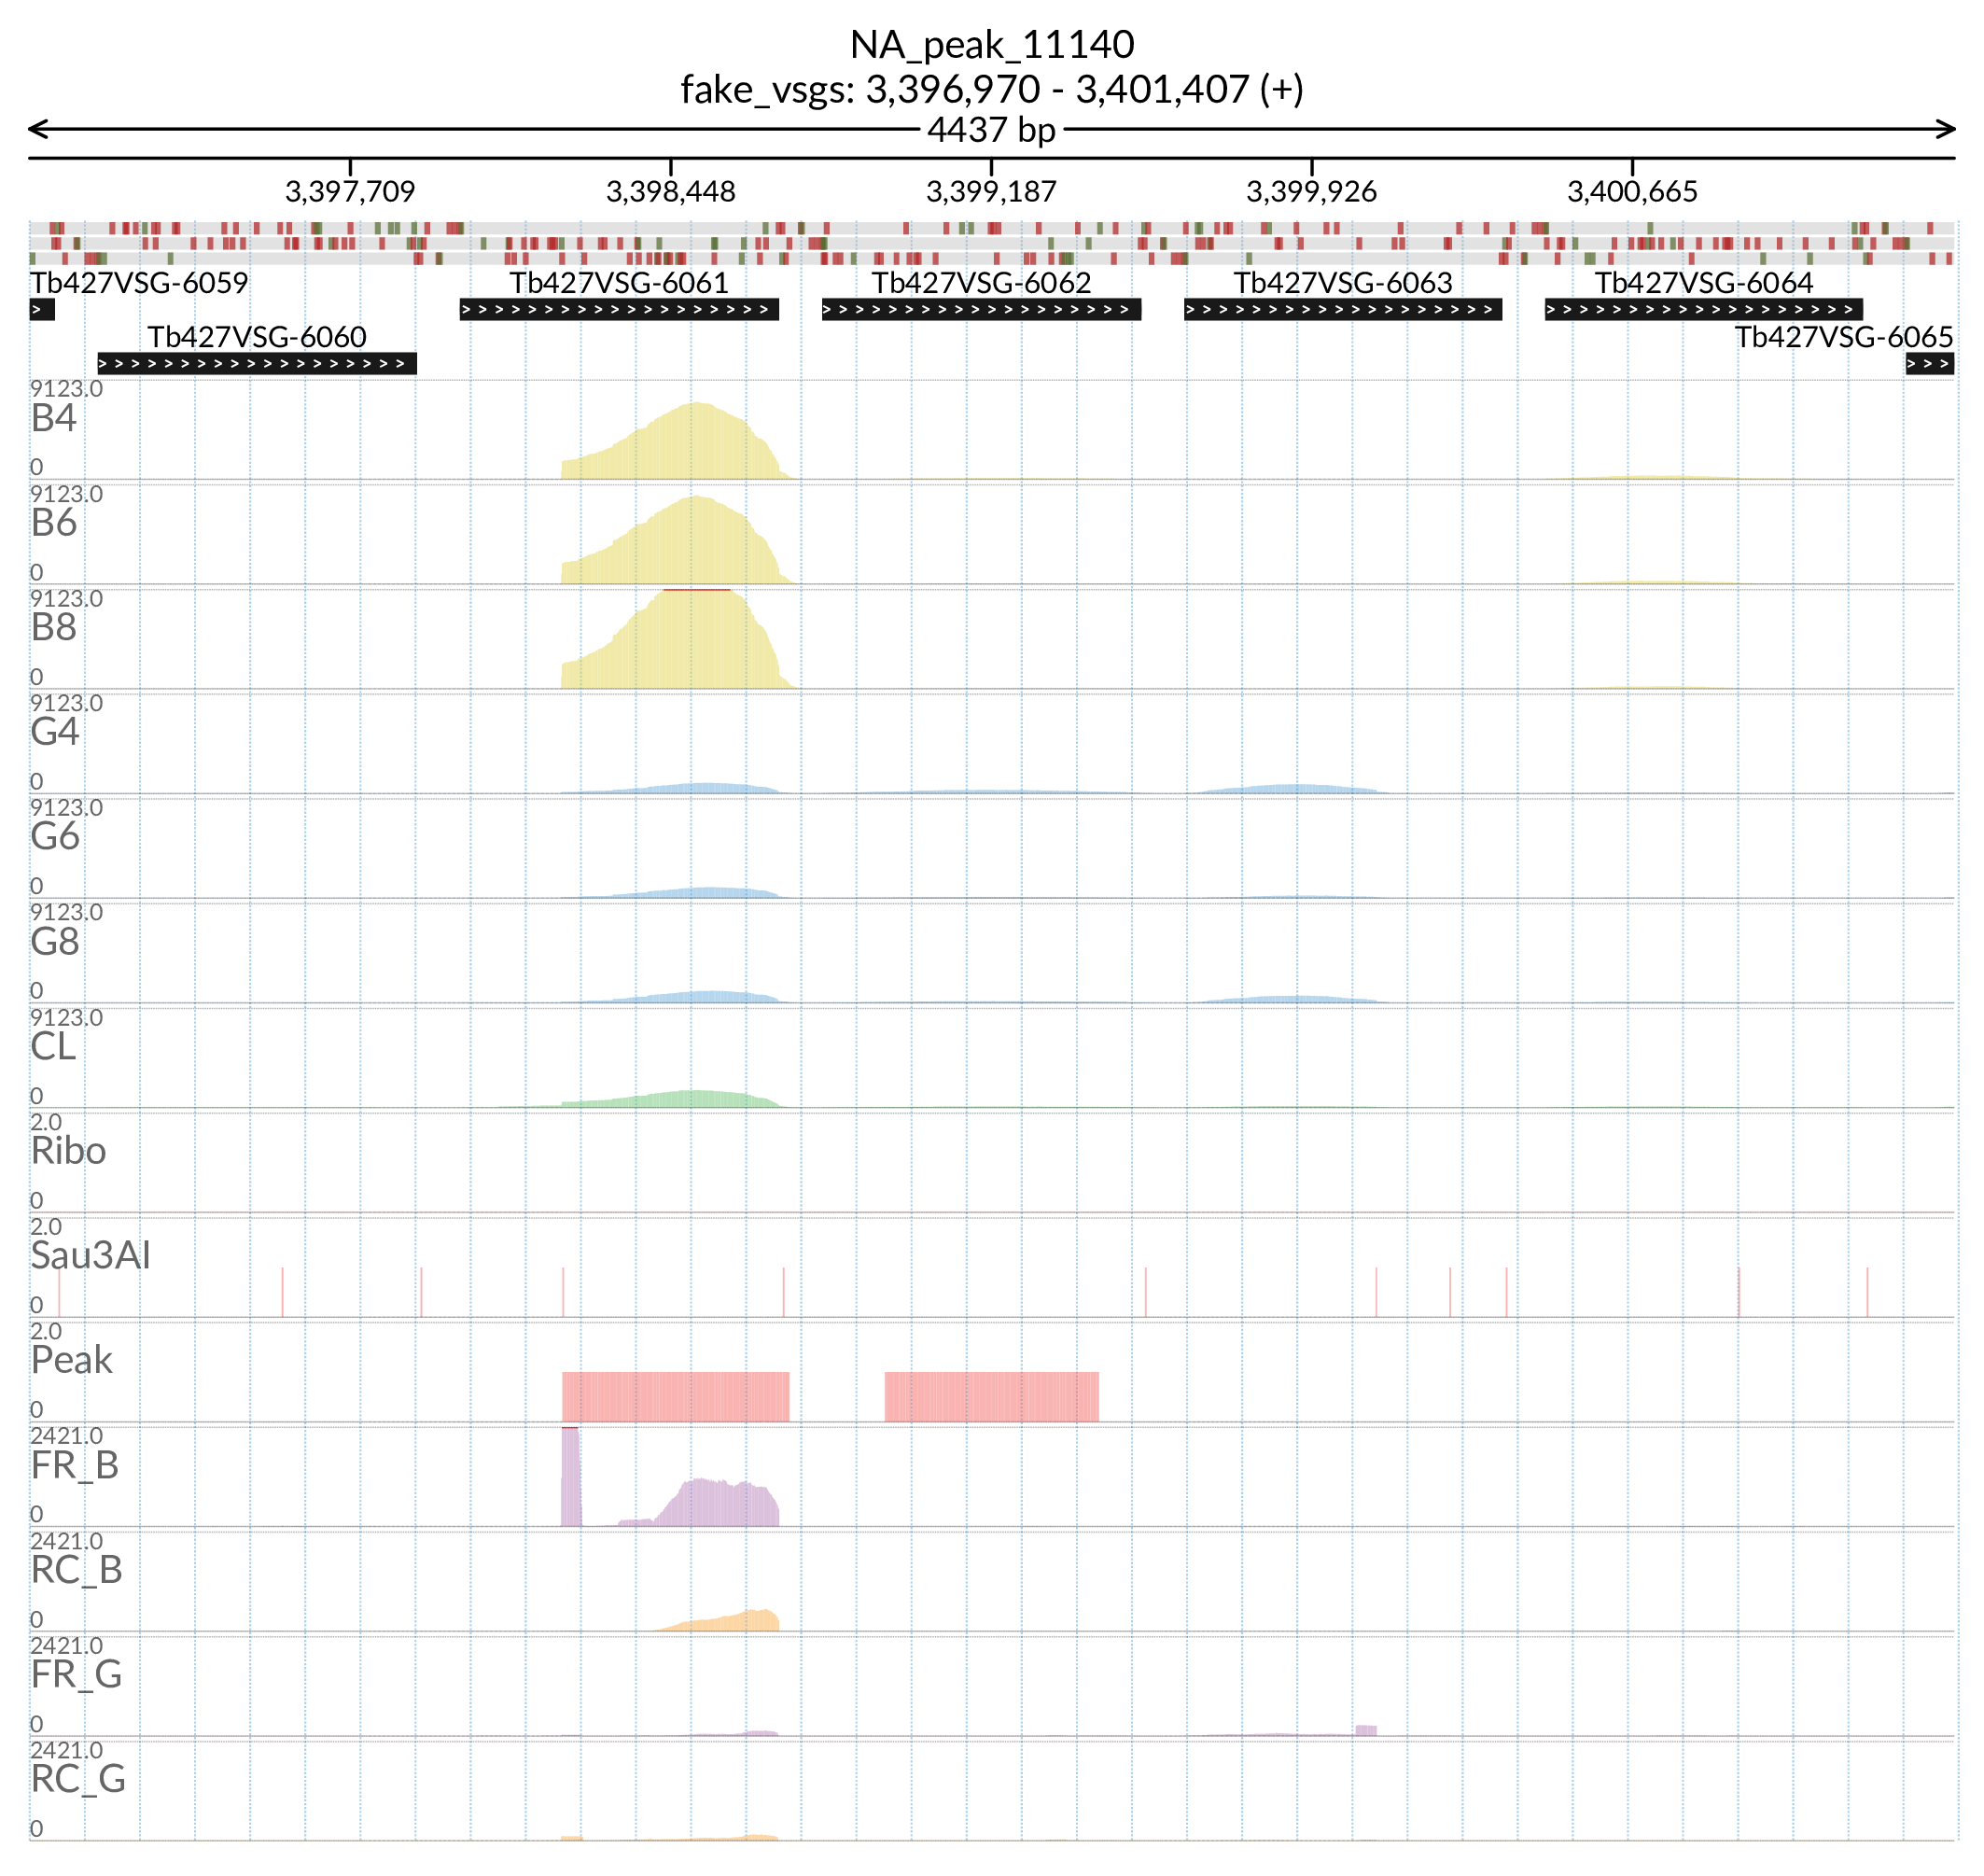 NA_peak_11140
fake_vsgs: 3,396,970 - 3,401,407 (+)
4437 bp
3,397,709 3,398,448 3,399,187 3,399,926 3,400,665
Tb427VSG-6059 Tb427VSG-6061 Tb427VSG-6062 Tb427VSG-6063 Tb427VSG-6064
Tb427VSG-6060 Tb427VSG-6065
9123.0
B4
0
9123.0
B6
0
9123.0
B8
0
9123.0
G4
0
9123.0
G6
0
9123.0
G8
0
9123.0
CL
0
2.0
Ribo
0
2.0
Sau3AI
0
2.0
Peak
0
2421.0
FR_B
0
2421.0
RC_B
0
2421.0
FR_G
0
2421.0
RC_G
0